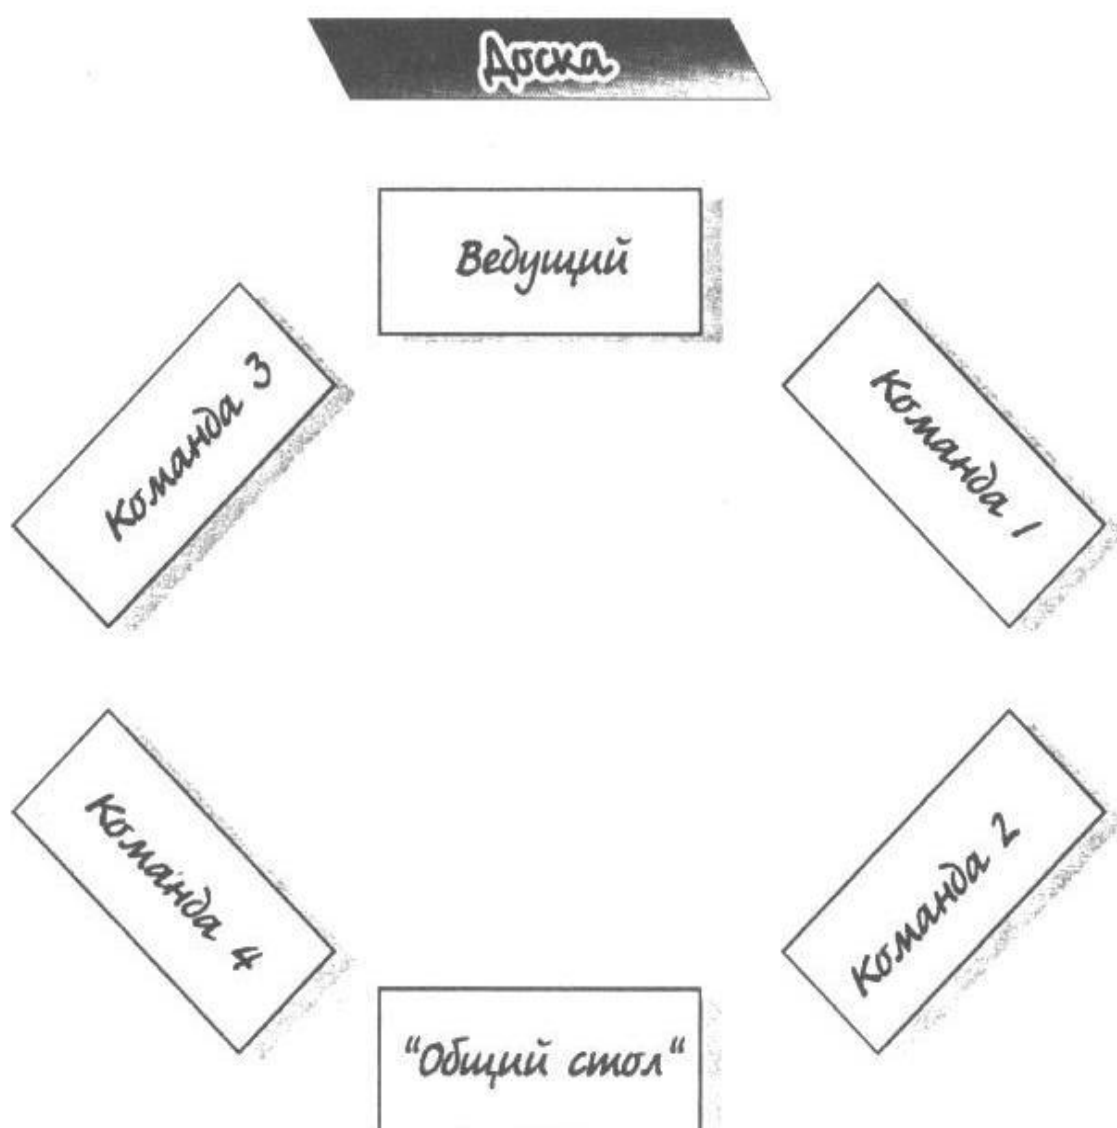 Доска
Ведущий
Команда 3
Команда 1
Команда 4
Команда 2
"Общий стол"